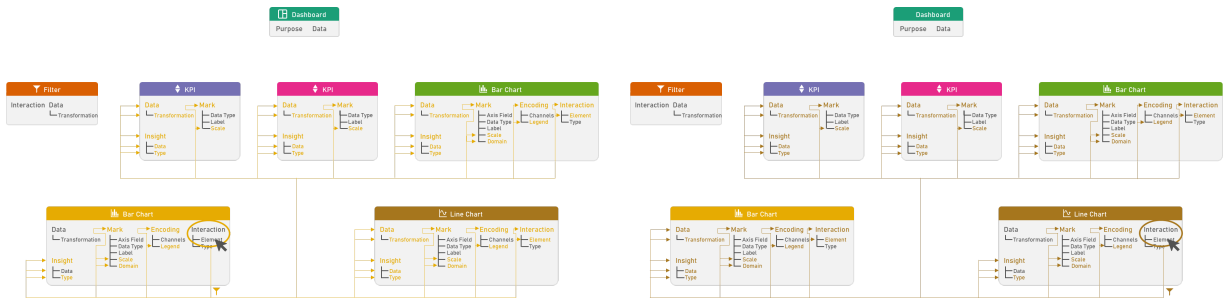 Dashboard
Purpose Data
Filter
Interaction Data
Transformation
KPI
Data Mark
Transformation Data Type
Label
Scale
Insight
Data
Type
KPI
Data Mark
Transformation Data Type
Label
Scale
Insight
Data
Type
Bar Chart
Data Mark Encoding Interaction
Transformation Axis Field Channels Element
Data Type Legend Type
Label
Scale
Insight Domain
Data
Type
Bar Chart
Data Mark Encoding Interaction
Transformation Axis Field Channels Element
Data Type Legend Type
Label
Insight Scale
Data Domain
Type
Line Chart
Data Mark Encoding Interaction
Transformation Axis Field Channels Element
Data Type Legend Type
Label
Insight Scale
Data Domain
Type
Dashboard
Purpose Data
Filter
Interaction Data
Transformation
KPI
Data Mark
Transformation Data Type
Label
Scale
Insight
Data
Type
KPI
Data Mark
Transformation Data Type
Label
Scale
Insight
Data
Type
Bar Chart
Data Mark Encoding Interaction
Transformation Axis Field Channels Element
Data Type Legend Type
Label
Scale
Insight Domain
Data
Type
Bar Chart
Data Mark Encoding Interaction
Transformation Axis Field Channels Element
Data Type Legend Type
Label
Insight Scale
Data Domain
Type
Line Chart
Data Mark Encoding Interaction
Transformation Axis Field Channels Element
Data Type Legend Type
Label
Insight Scale
Data Domain
Type